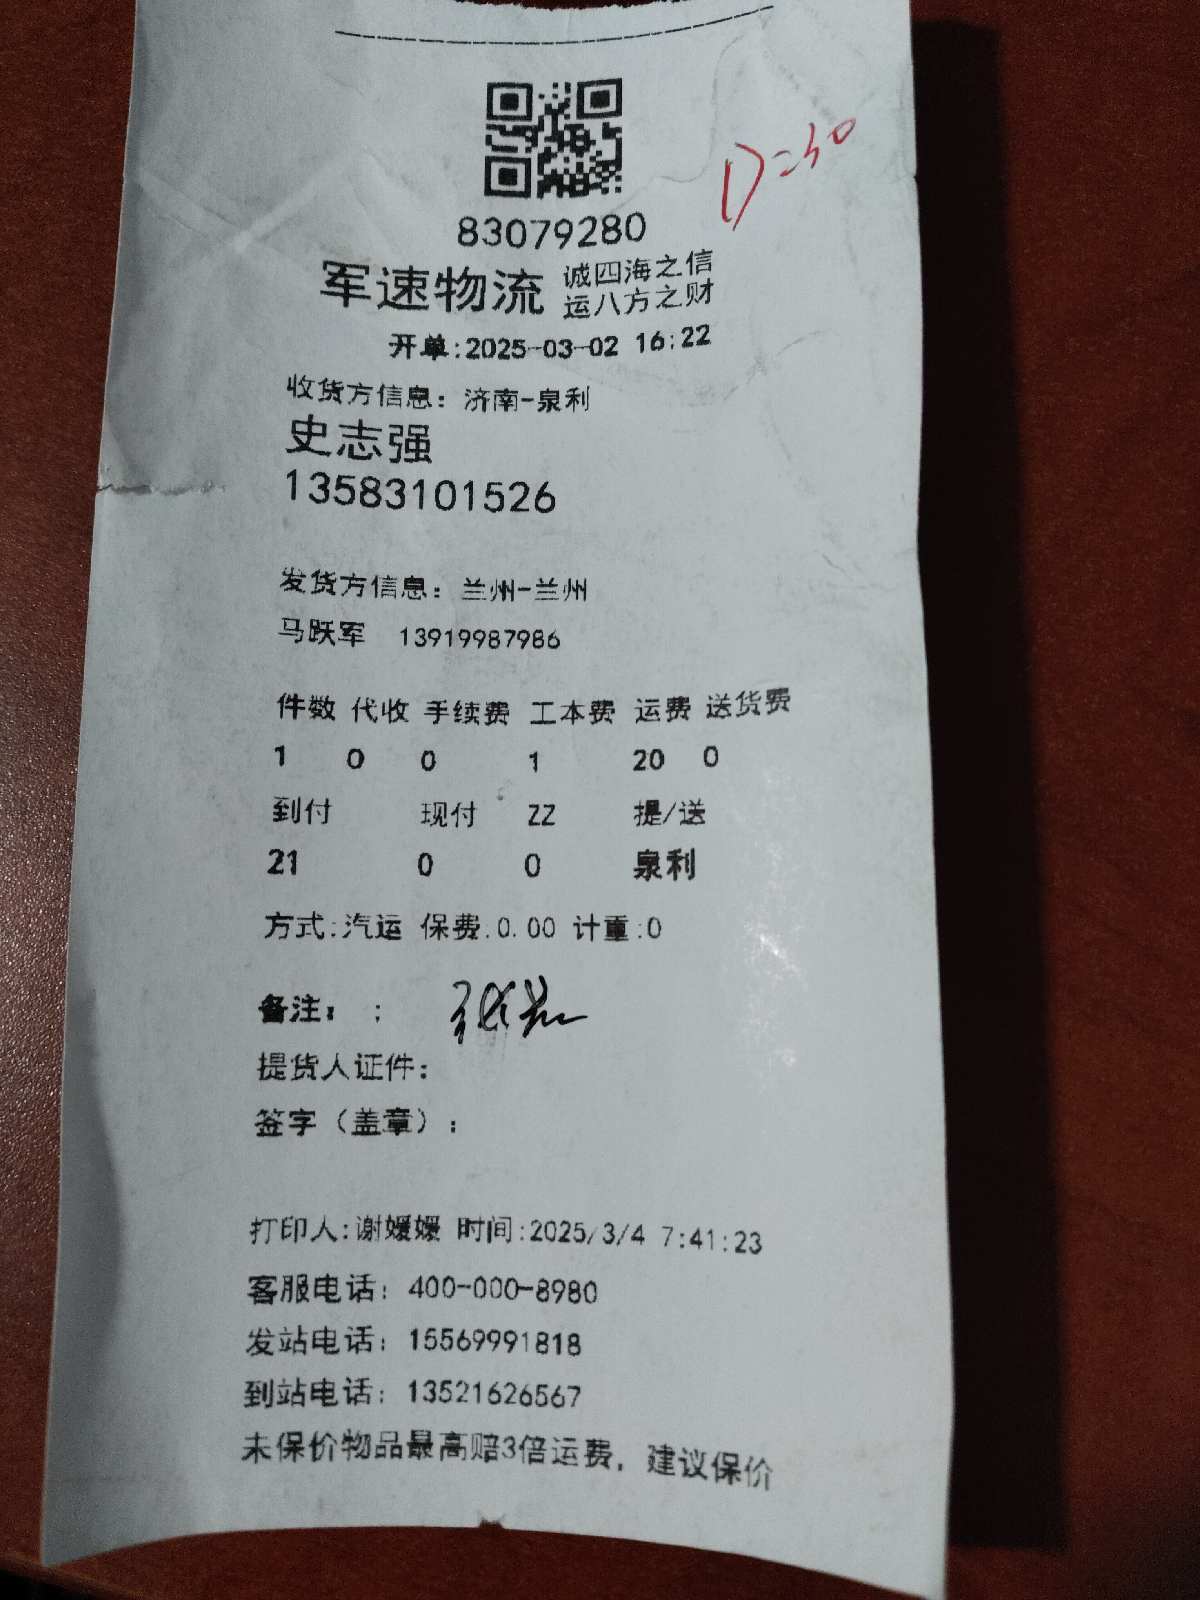 D=30
83079280
军速物流 诚四海之信
运八方之财
开单:2025-03-02 16:22
收货方信息: 济南-泉利
史志强
13583101526
发货方信息: 兰州-兰州
马跃军 13919987986
件数 代收 手续费 工本费 运费 送货费
1 0 0 1 20 0
到付 现付 ZZ 提/送
21 0 0 泉利
方式:汽运 保费:0.00 计重:0
备注: ;
提货人证件:
签字（盖章）:
打印人:谢媛媛 时间:2025/3/4 7:41:23
客服电话: 400-000-8980
发站电话: 15569991818
到站电话: 13521626567
未保价物品最高赔3倍运费, 建议保价